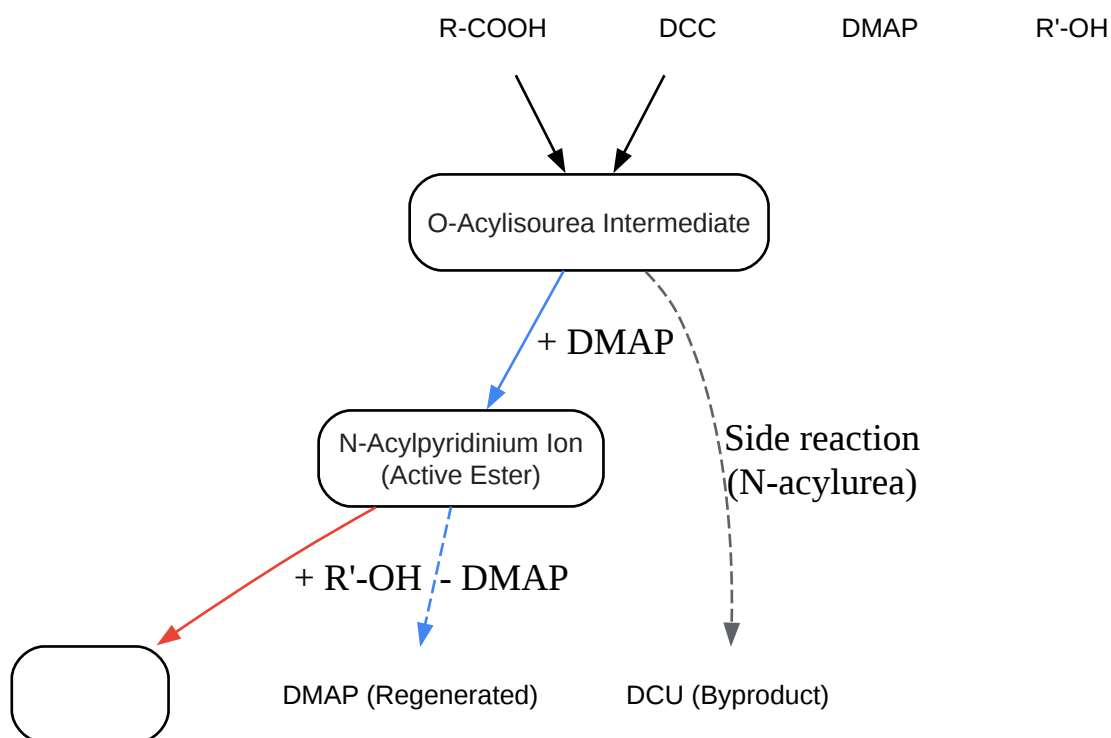 R-COOH DCC DMAP R'-OH
O-Acylisourea Intermediate
+ DMAP
N-Acylpyridinium Ion
(Active Ester)
Side reaction
(N-acylurea)
+ R'-OH
- DMAP
DMAP (Regenerated)
DCU (Byproduct)